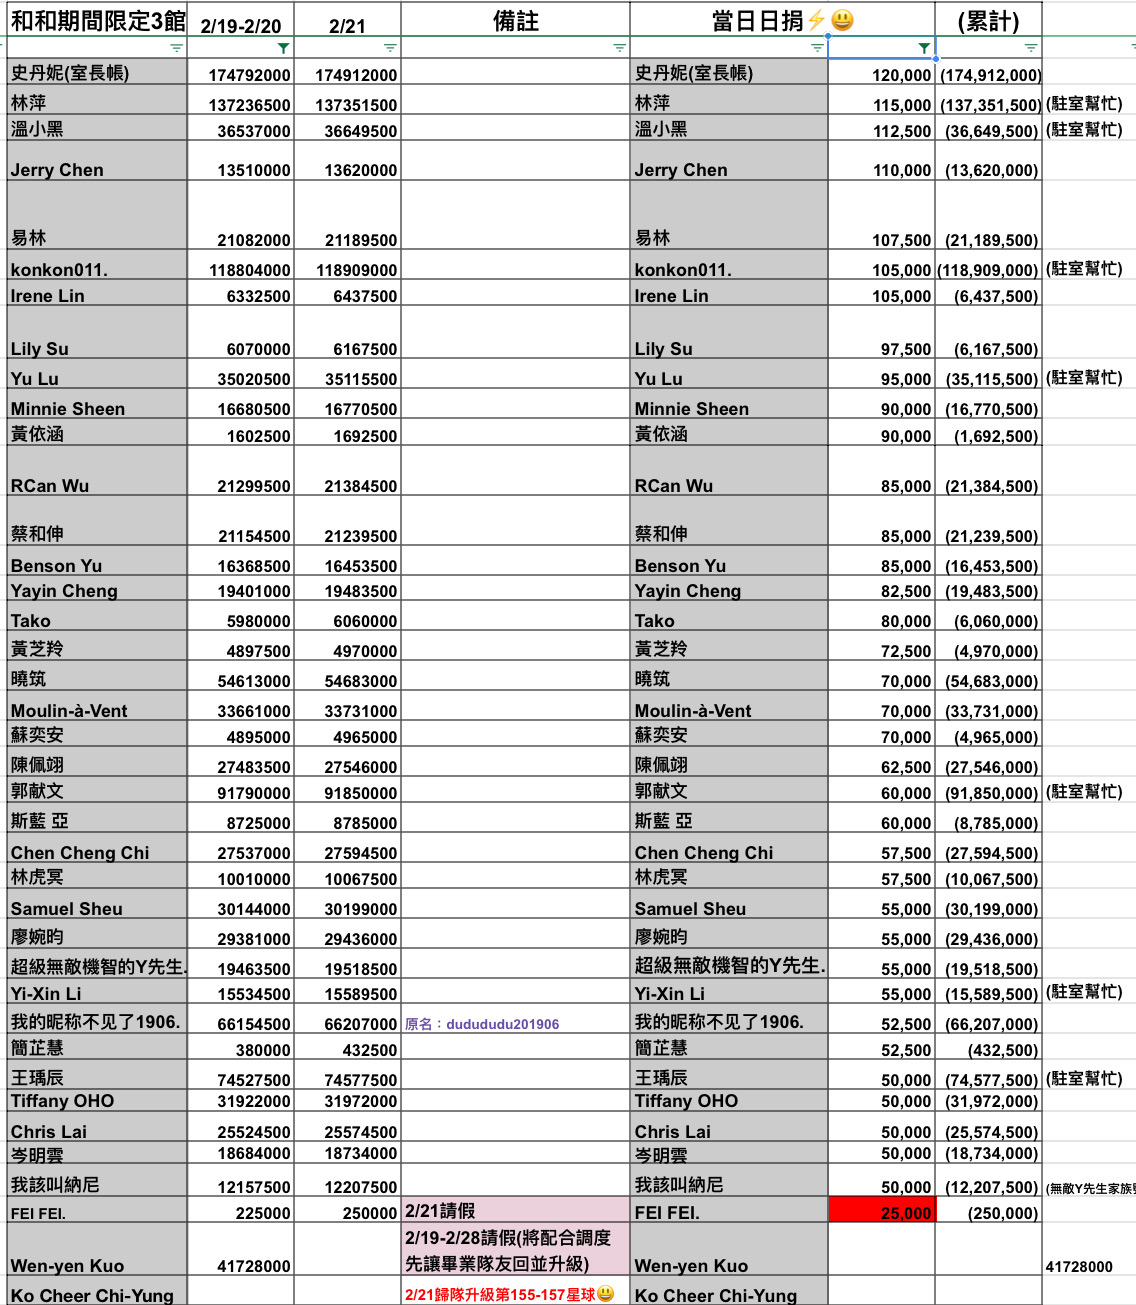 和和期間限定3館 2/19-2/20 2/21 備註 當日日捐⚡😃 (累計)
史丹妮(室長帳) 174792000 174912000 史丹妮(室長帳) 120,000 (174,912,000)
林萍 137236500 137351500 林萍 115,000 (137,351,500) (駐室幫忙)
溫小黑 36537000 36649500 溫小黑 112,500 (36,649,500) (駐室幫忙)
Jerry Chen 13510000 13620000 Jerry Chen 110,000 (13,620,000)
易林 21082000 21189500 易林 107,500 (21,189,500)
konkon011. 118804000 118909000 konkon011. 105,000 (118,909,000) (駐室幫忙)
Irene Lin 6332500 6437500 Irene Lin 105,000 (6,437,500)
Lily Su 6070000 6167500 Lily Su 97,500 (6,167,500)
Yu Lu 35020500 35115500 Yu Lu 95,000 (35,115,500) (駐室幫忙)
Minnie Sheen 16680500 16770500 Minnie Sheen 90,000 (16,770,500)
黃依涵 1602500 1692500 黃依涵 90,000 (1,692,500)
RCan Wu 21299500 21384500 RCan Wu 85,000 (21,384,500)
蔡和伸 21154500 21239500 蔡和伸 85,000 (21,239,500)
Benson Yu 16368500 16453500 Benson Yu 85,000 (16,453,500)
Yayin Cheng 19401000 19483500 Yayin Cheng 82,500 (19,483,500)
Tako 5980000 6060000 Tako 80,000 (6,060,000)
黃芝羚 4897500 4970000 黃芝羚 72,500 (4,970,000)
曉筑 54613000 54683000 曉筑 70,000 (54,683,000)
Moulin-à-Vent 33661000 33731000 Moulin-à-Vent 70,000 (33,731,000)
蘇奕安 4895000 4965000 蘇奕安 70,000 (4,965,000)
陳佩翊 27483500 27546000 陳佩翊 62,500 (27,546,000)
郭献文 91790000 91850000 郭献文 60,000 (91,850,000) (駐室幫忙)
斯藍 亞 8725000 8785000 斯藍 亞 60,000 (8,785,000)
Chen Cheng Chi 27537000 27594500 Chen Cheng Chi 57,500 (27,594,500)
林虎冥 10010000 10067500 林虎冥 57,500 (10,067,500)
Samuel Sheu 30144000 30199000 Samuel Sheu 55,000 (30,199,000)
廖婉昀 29381000 29436000 廖婉昀 55,000 (29,436,000)
超級無敵機智的Y先生. 19463500 19518500 超級無敵機智的Y先生. 55,000 (19,518,500)
Yi-Xin Li 15534500 15589500 Yi-Xin Li 55,000 (15,589,500) (駐室幫忙)
我的昵称不见了1906. 66154500 66207000 原名：dudududu201906 我的昵称不见了1906. 52,500 (66,207,000)
簡芷慧 380000 432500 簡芷慧 52,500 (432,500)
王瑀辰 74527500 74577500 王瑀辰 50,000 (74,577,500) (駐室幫忙)
Tiffany OHO 31922000 31972000 Tiffany OHO 50,000 (31,972,000)
Chris Lai 25524500 25574500 Chris Lai 50,000 (25,574,500)
岑明雲 18684000 18734000 岑明雲 50,000 (18,734,000)
我該叫納尼 12157500 12207500 我該叫納尼 50,000 (12,207,500) (無敵Y先生家族
FEI FEI. 225000 250000 2/21請假 FEI FEI. 25,000 (250,000)
2/19-2/28請假(將配合調度
Wen-yen Kuo 41728000 先讓畢業隊友回並升級) Wen-yen Kuo 41728000
Ko Cheer Chi-Yung 2/21歸隊升級第155-157星球😃 Ko Cheer Chi-Yung